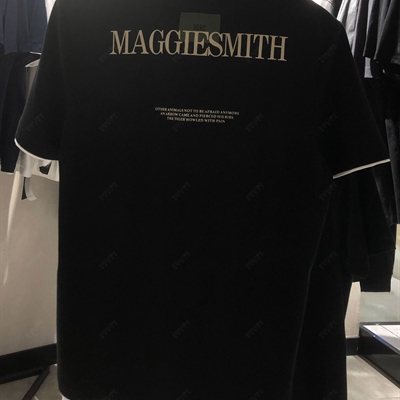 MAGGIESMITH
OTHER ANIMALS NOT TO BE AFRAID ANYMORE
AN ARROW CAME AND PIERCED HIS RIBS
THE TIGER HOWLED WITH PAIN